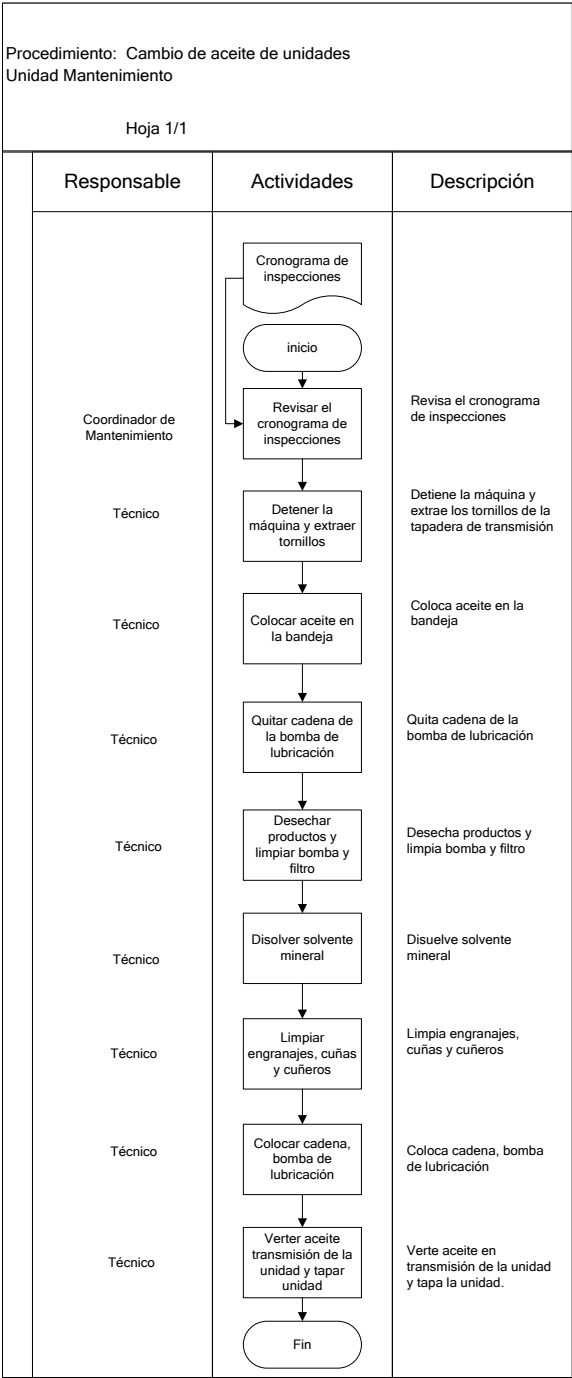 Procedimiento: Cambio de aceite de unidades
Unidad Mantenimiento
Hoja 1/1
Responsable
Actividades
Descripción
Cronograma de
inspecciones
inicio
Coordinador de
Mantenimiento
Revisar el
cronograma de
inspecciones
Revisa el cronograma
de inspecciones
Técnico
Detener la
máquina y extraer
tornillos
Detiene la máquina y
extrae los tornillos de la
tapadera de transmisión
Técnico
Colocar aceite en
la bandeja
Coloca aceite en la
bandeja
Técnico
Quitar cadena de
la bomba de
lubricación
Quita cadena de la
bomba de lubricación
Técnico
Desechar
productos y
limpiar bomba y
filtro
Desecha productos y
limpia bomba y filtro
Técnico
Disolver solvente
mineral
Disuelve solvente
mineral
Técnico
Limpiar
engranajes, cuñas
y cuñeros
Limpia engranajes,
cuñas y cuñeros
Técnico
Colocar cadena,
bomba de
lubricación
Coloca cadena, bomba
de lubricación
Técnico
Verter aceite
transmisión de la
unidad y tapar
unidad
Verte aceite en
transmisión de la unidad
y tapa la unidad.
Fin